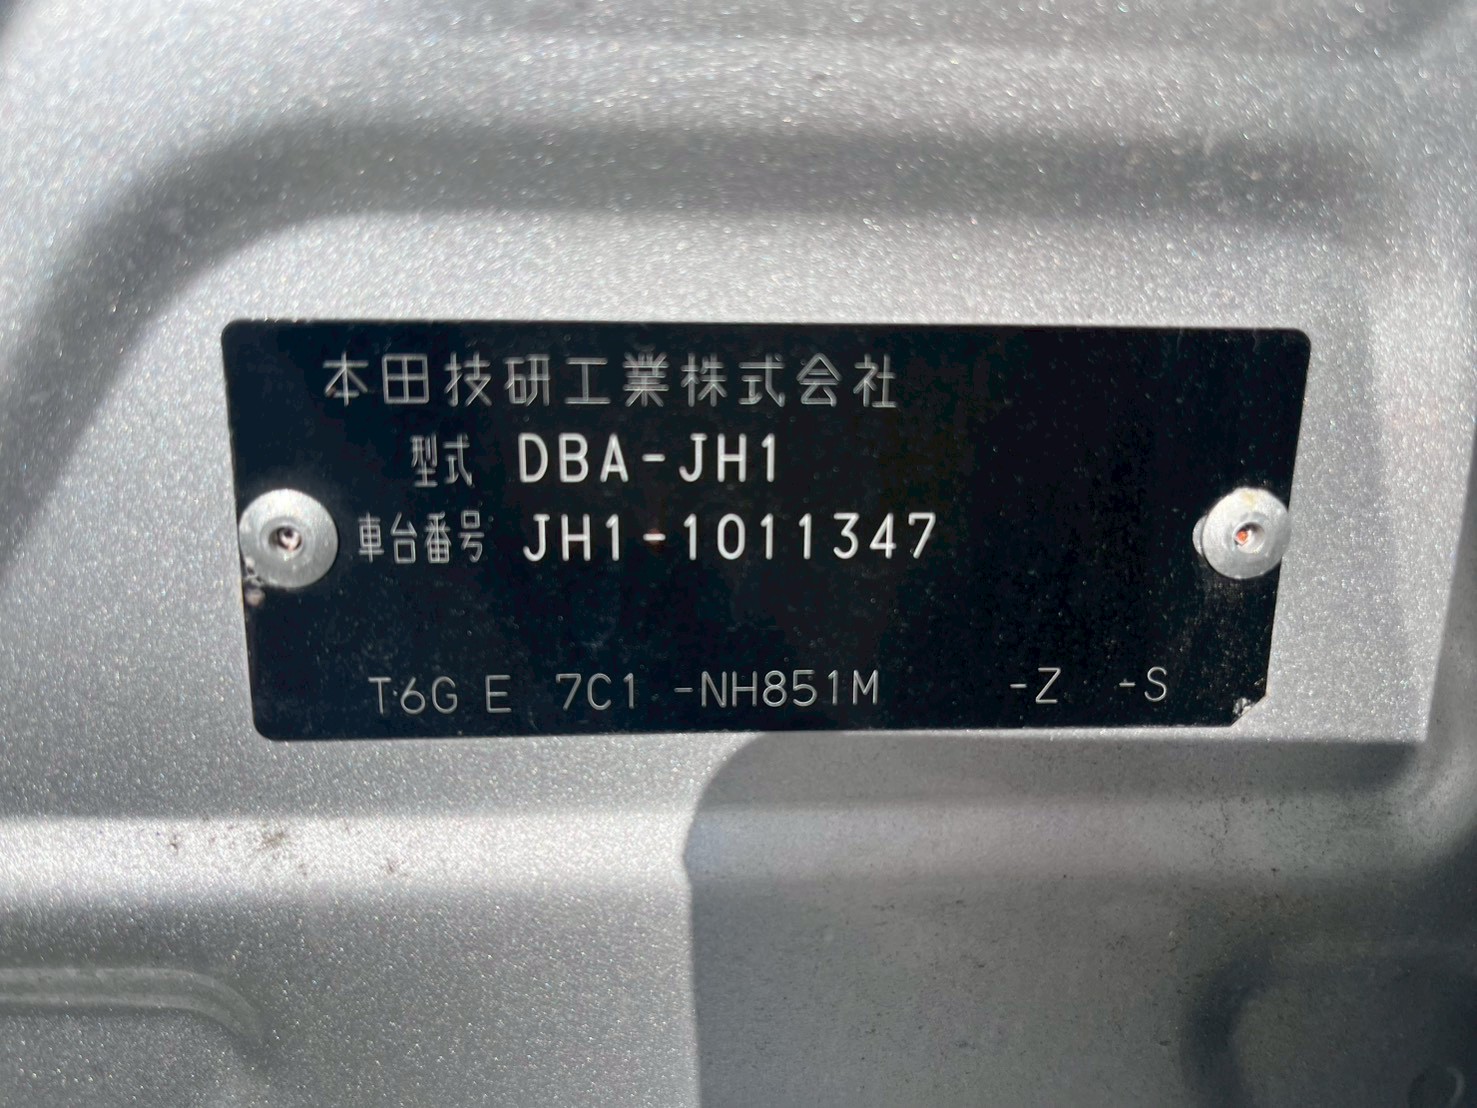 本田技研工業株式会社
型式 DBA-JH1
車台番号 JH1-1011347
T6G E 7C1 -NH851M -Z -S